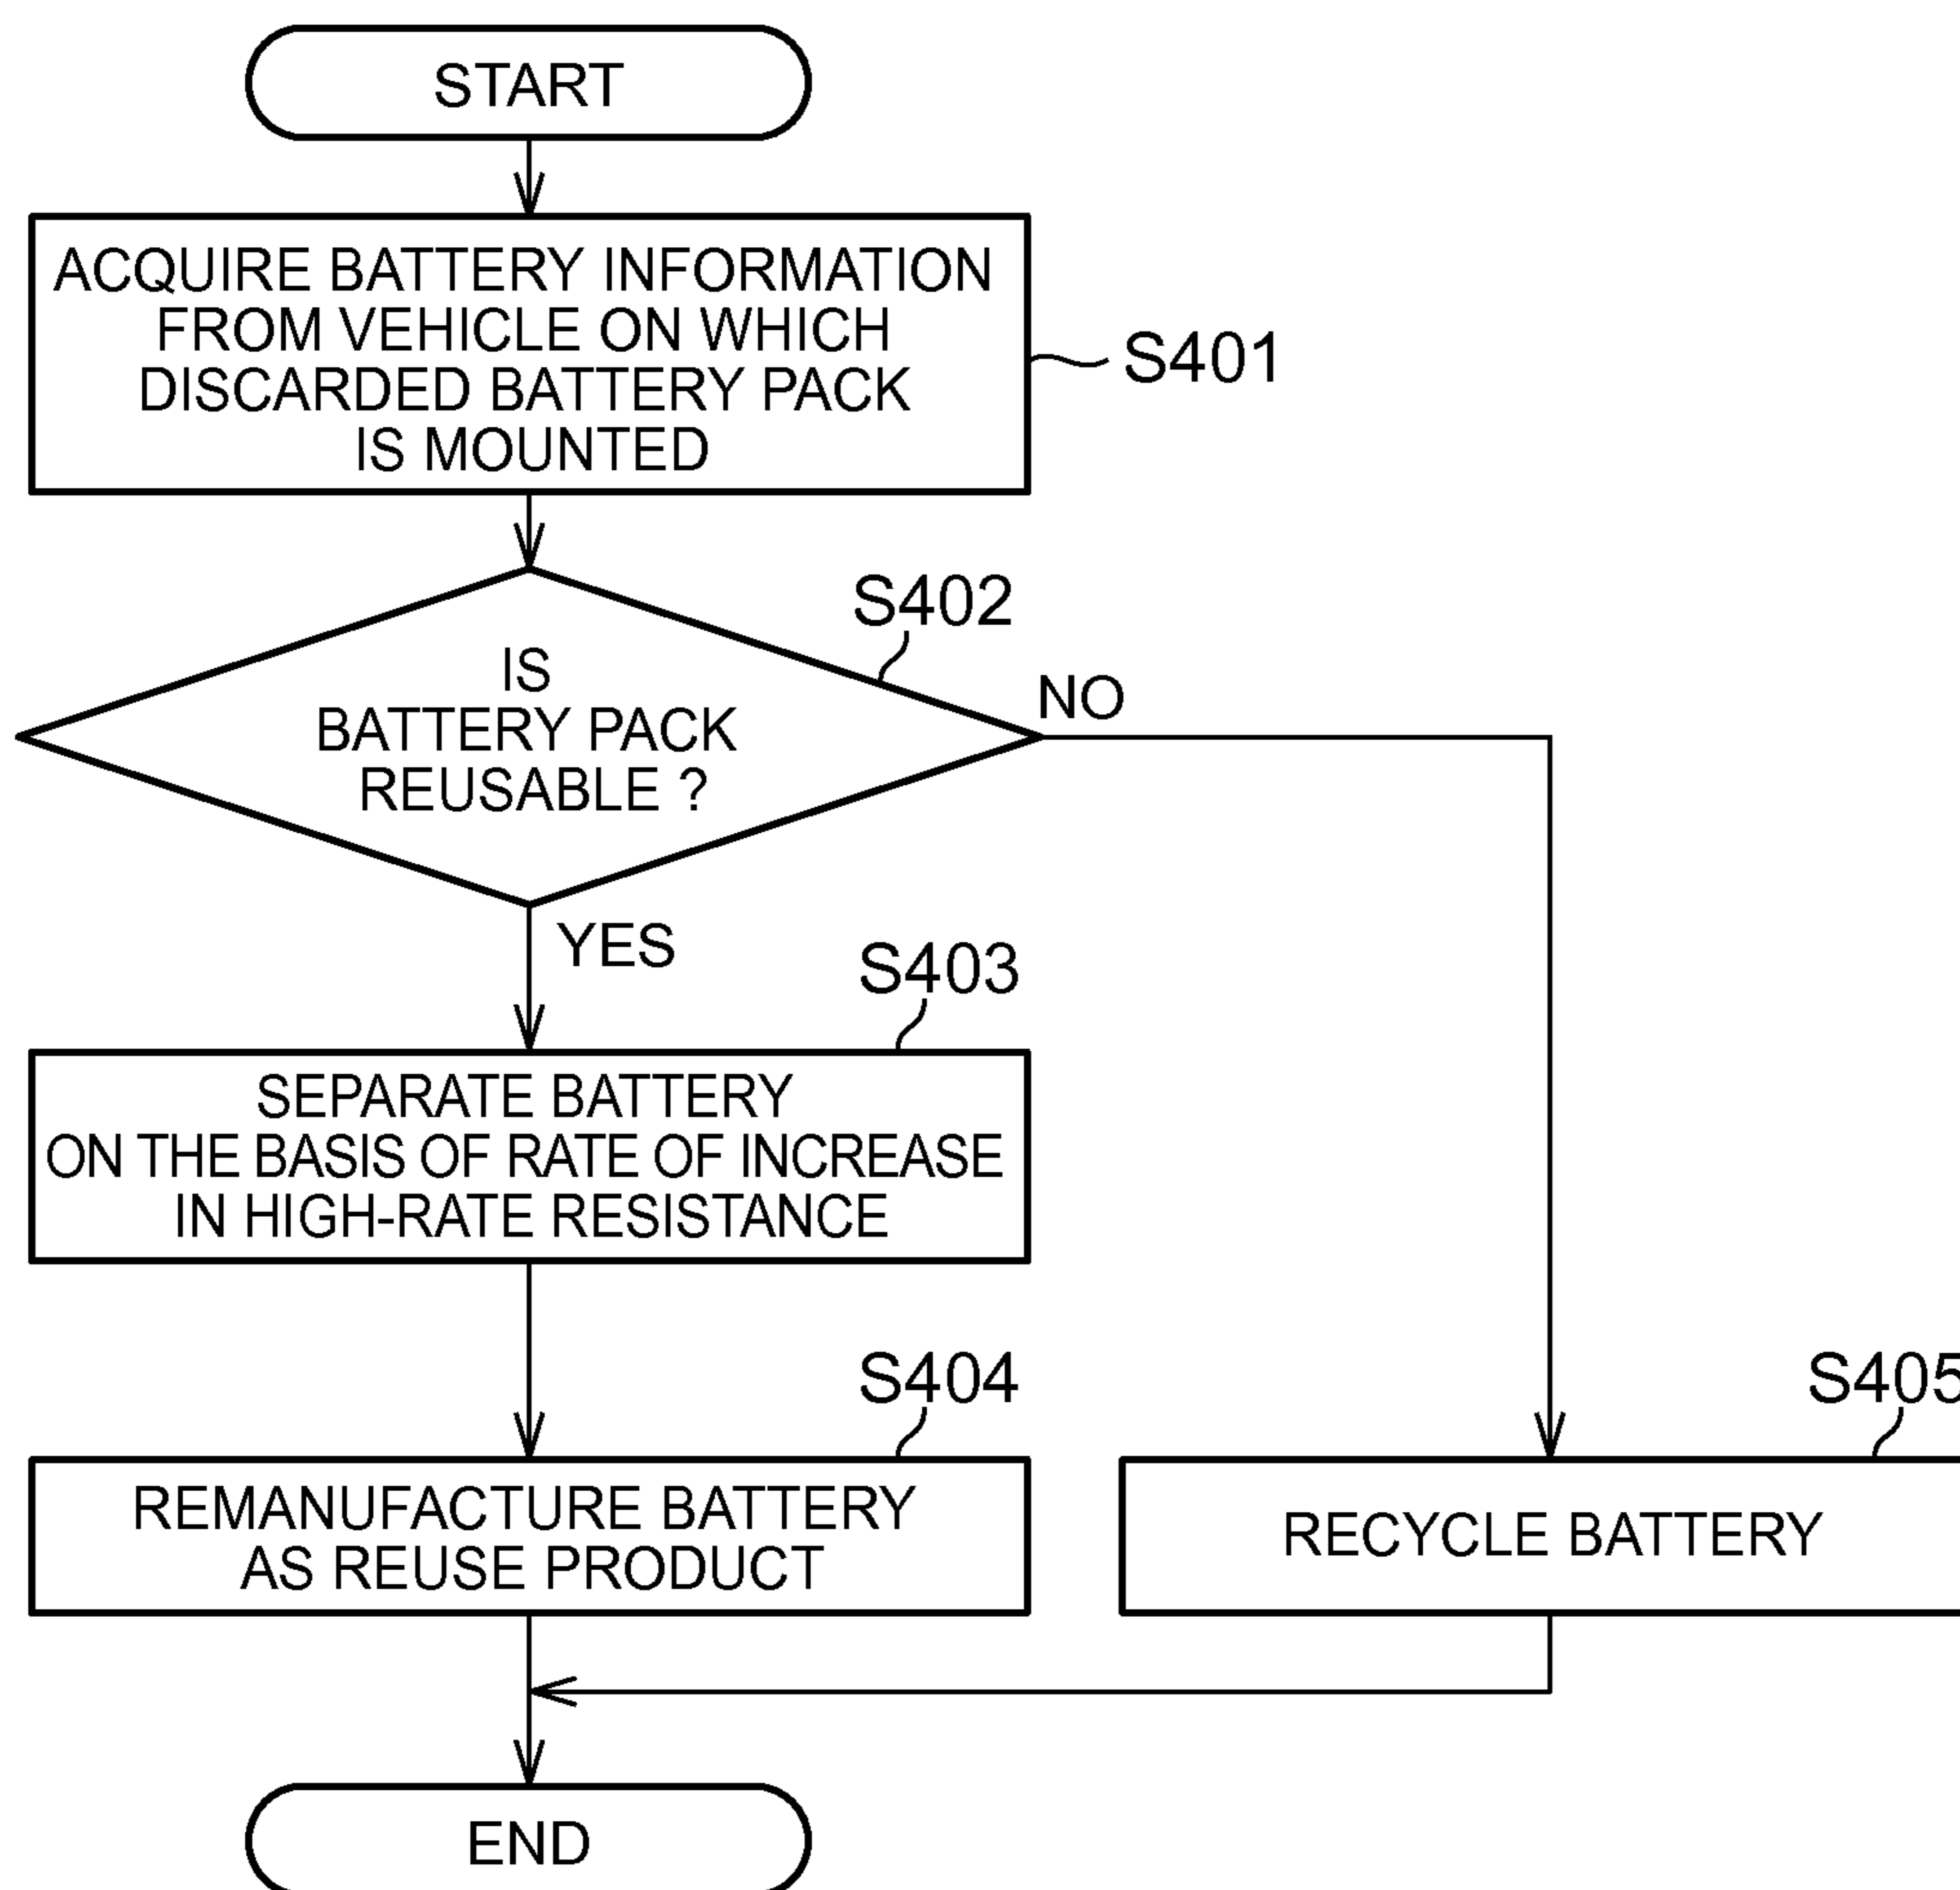 START
ACQUIRE BATTERY INFORMATION
FROM VEHICLE ON WHICH
DISCARDED BATTERY PACK
IS MOUNTED
S401
S402
IS
BATTERY PACK
REUSABLE ?
NO
YES
S403
SEPARATE BATTERY
ON THE BASIS OF RATE OF INCREASE
IN HIGH-RATE RESISTANCE
S404
REMANUFACTURE BATTERY
AS REUSE PRODUCT
S405
RECYCLE BATTERY
END